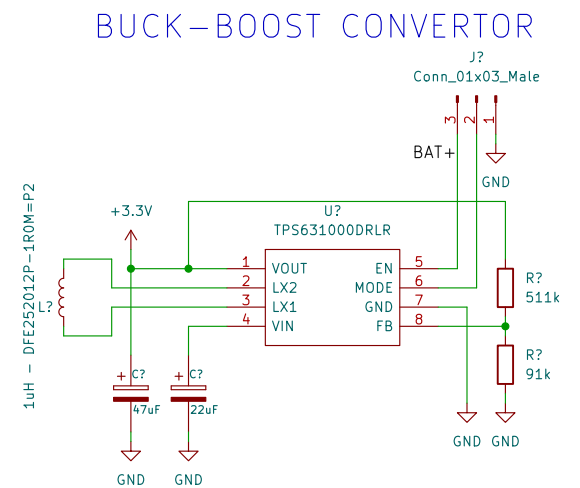 BUCK-BOOST CONVERTOR
J?
Conn_01x03_Male
3
2
1
BAT+
GND
+3.3V
U?
TPS631000DRLR
1uH - DFE252012P-1R0M=P2
L?
1 VOUT EN 5
2 LX2 MODE 6
3 LX1 GND 7
4 VIN FB 8
R?
511k
R?
91k
+ C?
47uF
+ C?
22uF
GND GND
GND GND